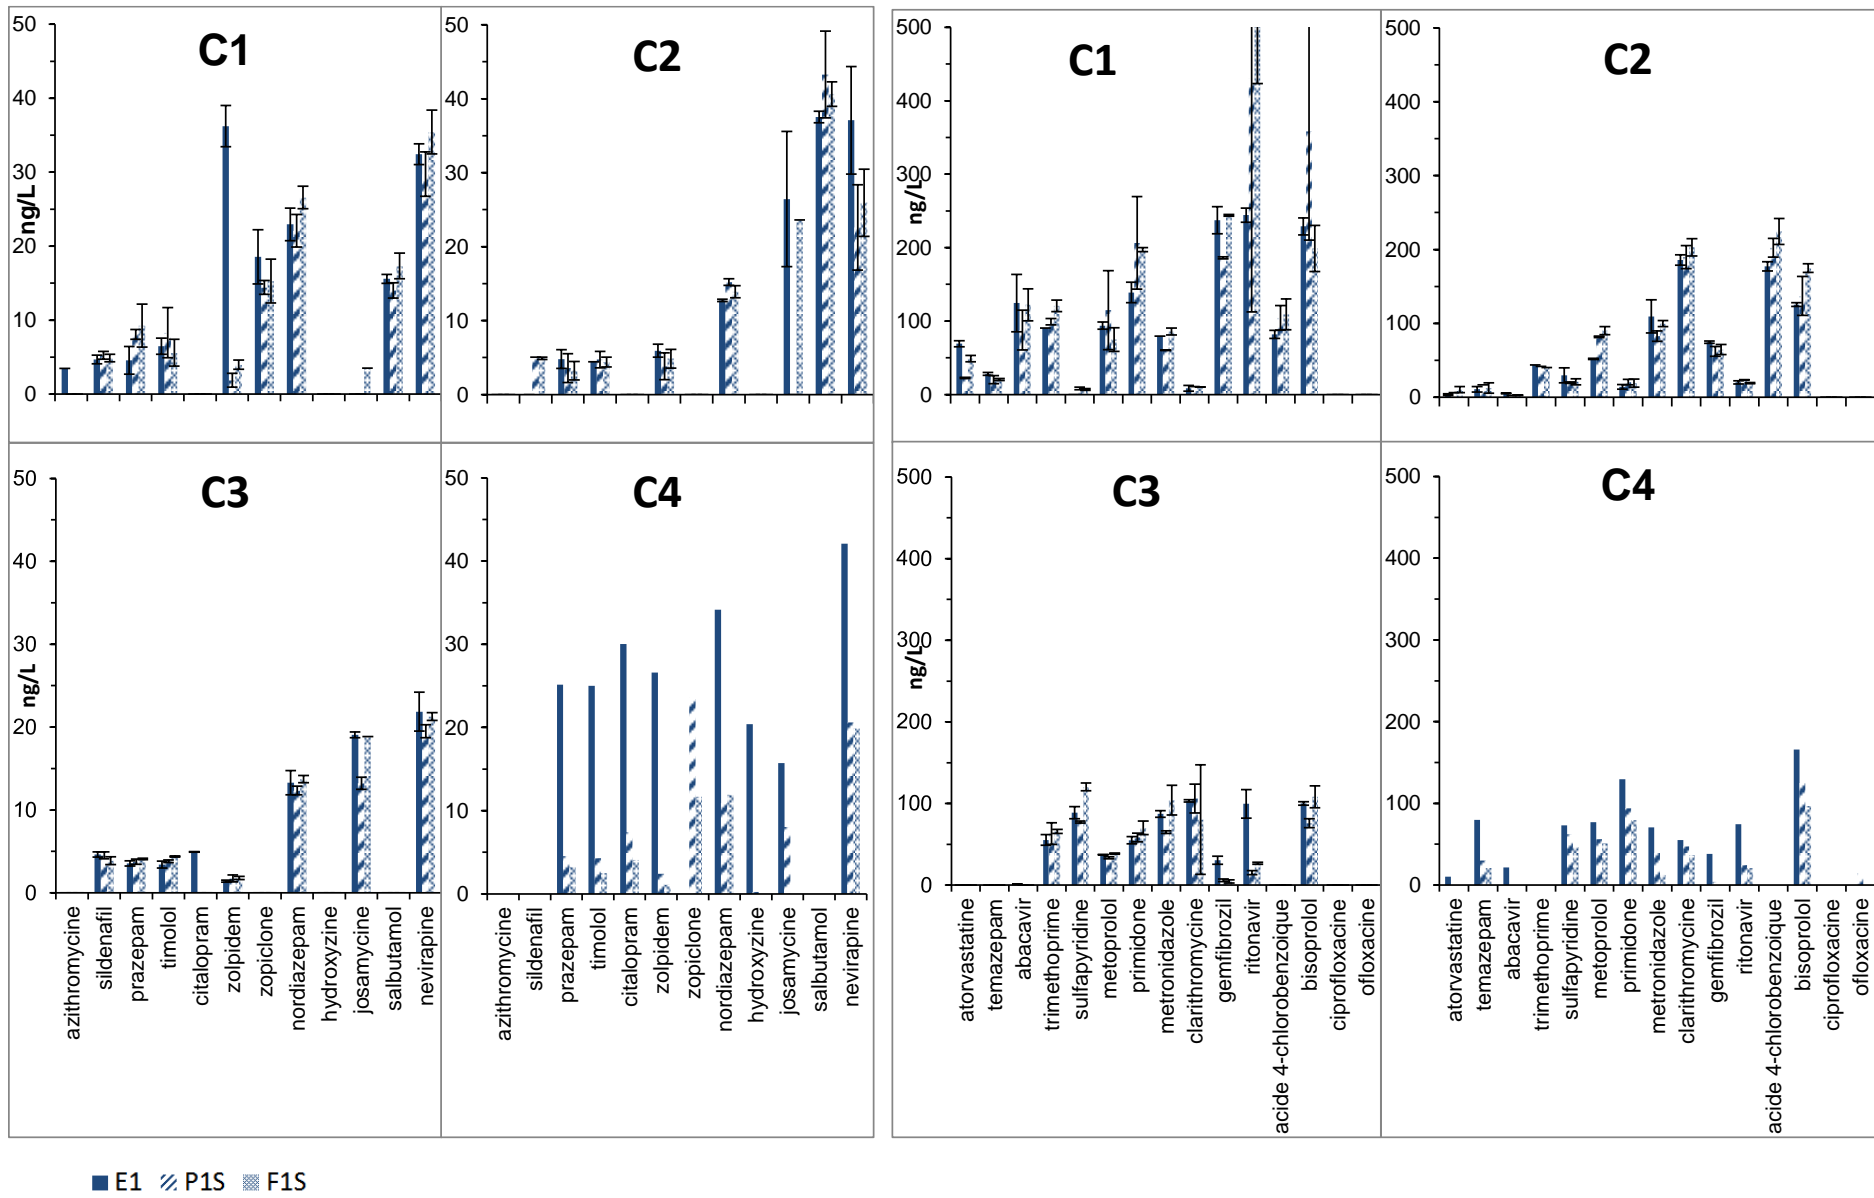 C1
50
40
30
20
10
0
ng/L
C2
50
40
30
20
10
0
C3
50
40
30
20
10
0
ng/L
azithromycine
sildenafil
prazepam
timolol
citalopram
zolpidem
zopiclone
nordiazepam
hydroxyzine
josamycine
salbutamol
nevirapine
C4
50
40
30
20
10
0
azithromycine
sildenafil
prazepam
timolol
citalopram
zolpidem
zopiclone
nordiazepam
hydroxyzine
josamycine
salbutamol
nevirapine
C1
500
400
300
200
100
0
ng/L
C2
500
400
300
200
100
0
C3
500
400
300
200
100
0
ng/L
atorvastatine
temazepam
abacavir
trimethoprime
sulfapyridine
metoprolol
primidone
metronidazole
clarithromycine
gemfibrozil
ritonavir
acide 4-chlorobenzoique
bisoprolol
ciprofloxacine
ofloxacine
C4
500
400
300
200
100
0
atorvastatine
temazepam
abacavir
trimethoprime
sulfapyridine
metoprolol
primidone
metronidazole
clarithromycine
gemfibrozil
ritonavir
acide 4-chlorobenzoique
bisoprolol
ciprofloxacine
ofloxacine
E1 P1S F1S